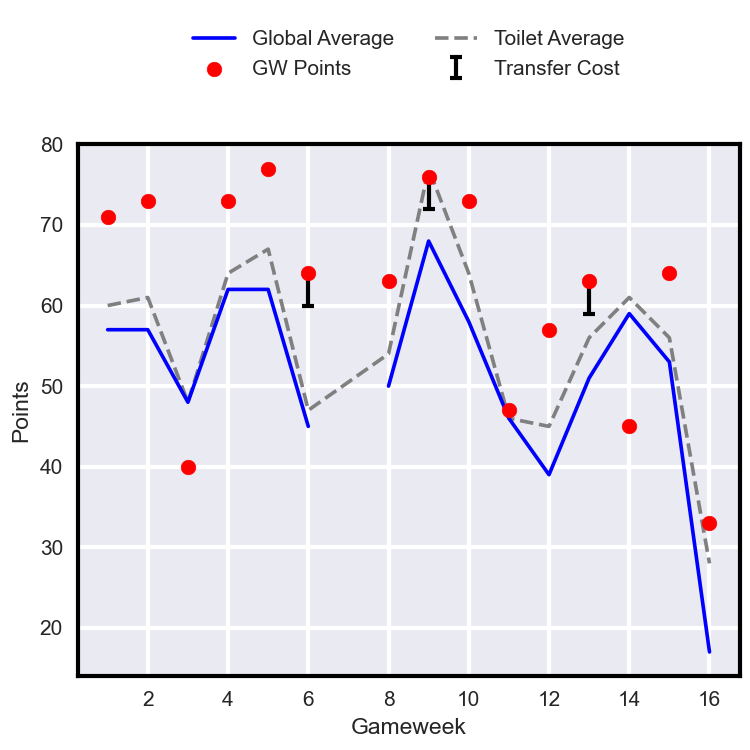 Global Average
Toilet Average
GW Points
Transfer Cost
80
70
60
50
40
30
20
Points
2 4 6 8 10 12 14 16
Gameweek